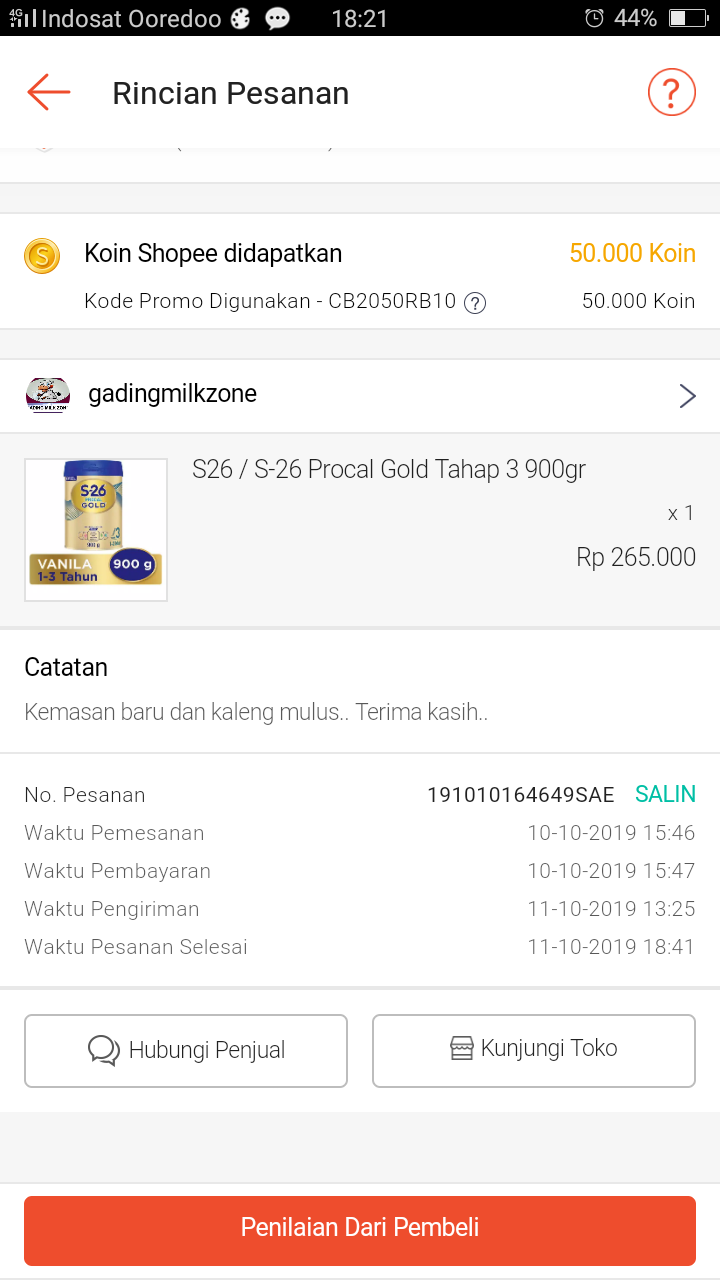 4G Indosat Ooredoo 18:21 44%
Rincian Pesanan
Koin Shopee didapatkan 50.000 Koin
Kode Promo Digunakan - CB2050RB10 ? 50.000 Koin
gadingmilkzone
S26 / S-26 Procal Gold Tahap 3 900gr
S-26
GOLD
900 g
VANILA 900 g
1-3 Tahun
x 1
Rp 265.000
Catatan
Kemasan baru dan kaleng mulus.. Terima kasih..
No. Pesanan 191010164649SAE SALIN
Waktu Pemesanan 10-10-2019 15:46
Waktu Pembayaran 10-10-2019 15:47
Waktu Pengiriman 11-10-2019 13:25
Waktu Pesanan Selesai 11-10-2019 18:41
Hubungi Penjual Kunjungi Toko
Penilaian Dari Pembeli